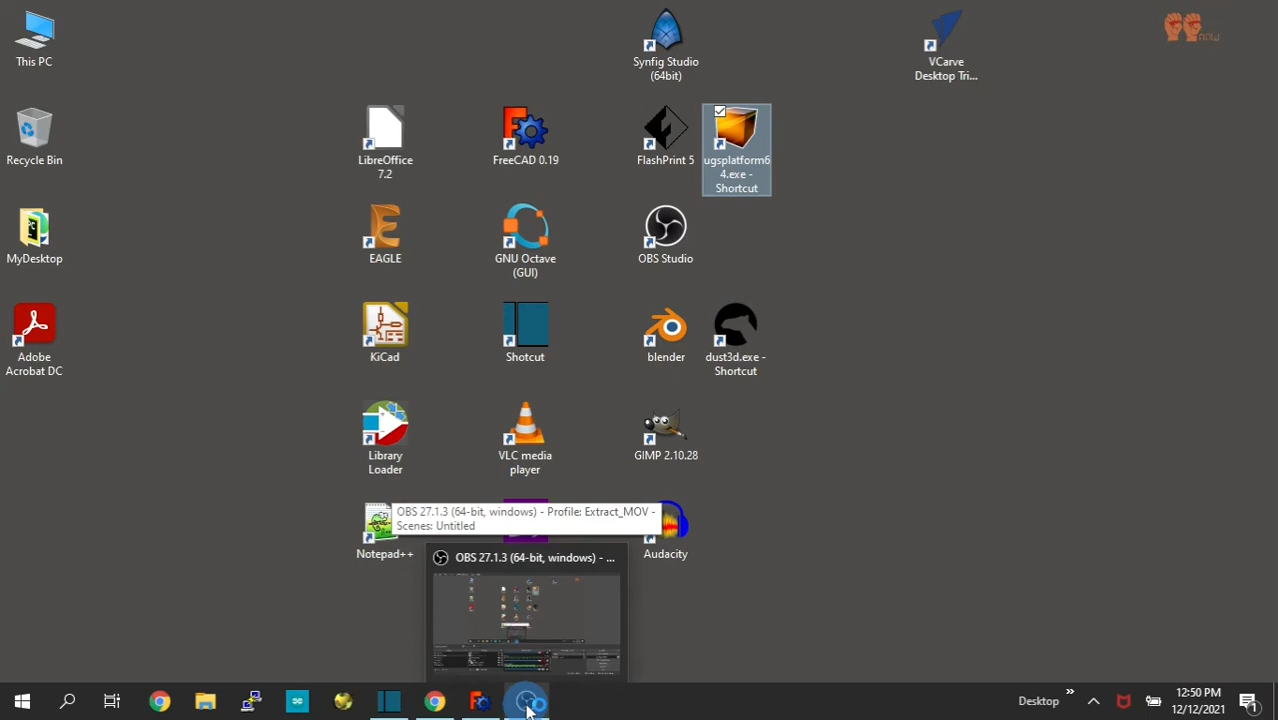 This PC
Synfig Studio
(64bit)
VCarve
Desktop Tri...
Recycle Bin
LibreOffice
7.2
FreeCAD 0.19
FlashPrint 5
ugsplatform6
4.exe -
Shortcut
MyDesktop
EAGLE
GNU Octave
(GUI)
OBS Studio
Adobe
Acrobat DC
KiCad
Shotcut
blender
dust3d.exe -
Shortcut
Library
Loader
VLC media
player
GIMP 2.10.28
OBS 27.1.3 (64-bit, windows) - Profile: Extract_MOV -
Scenes: Untitled
Notepad++
Audacity
OBS 27.1.3 (64-bit, windows) - ...
Desktop
12:50 PM
12/12/2021
1